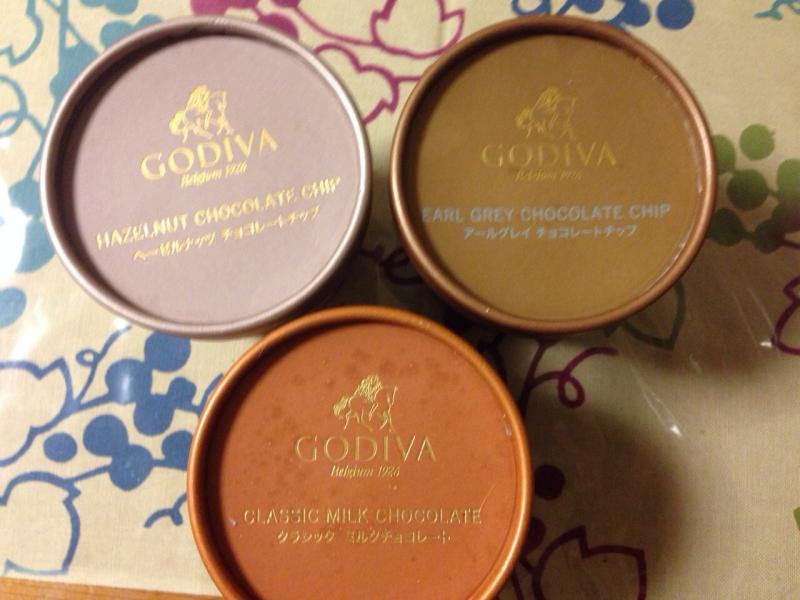 GODIVA
Belgium 1926
HAZELNUT CHOCOLATE CHIP
ヘーゼルナッツ チョコレートチップ
GODIVA
Belgium 1926
EARL GREY CHOCOLATE CHIP
アールグレイ チョコレートチップ
GODIVA
Belgium 1926
CLASSIC MILK CHOCOLATE
クラシック ミルクチョコレート